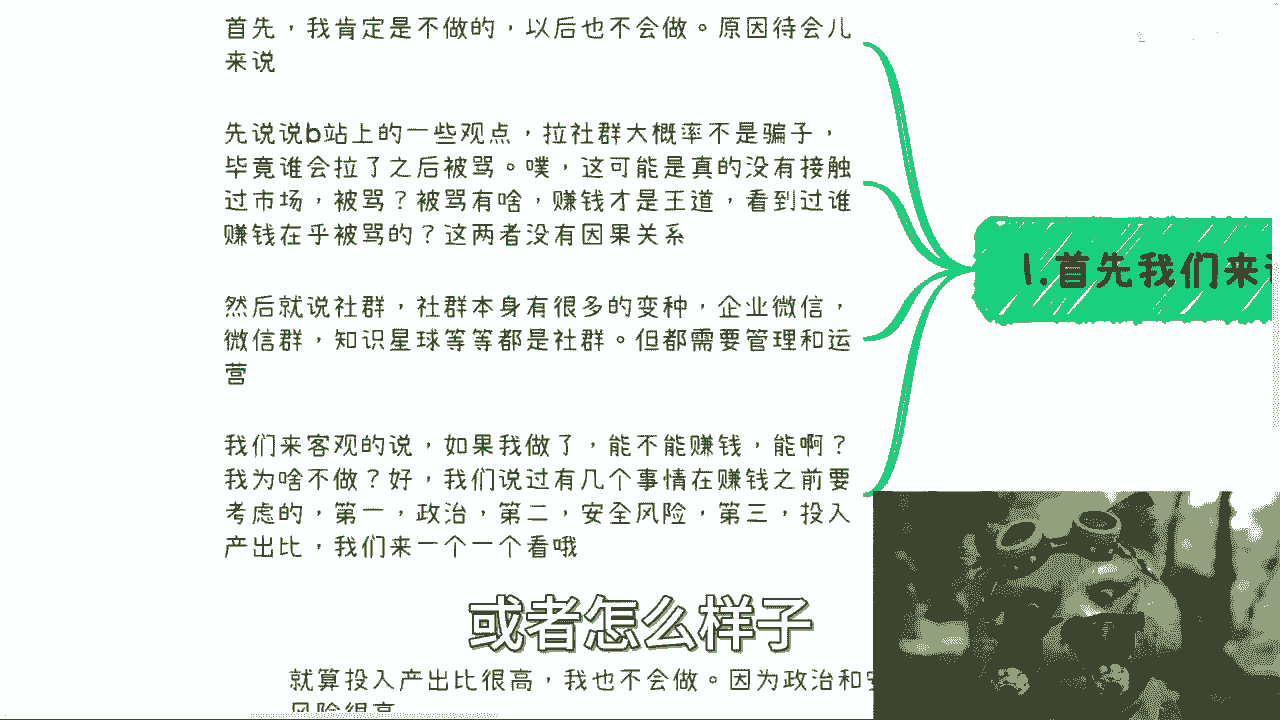 首先，我肯定是不做的，以后也不会做。原因待会儿
来说
先说说b站上的一些观点，拉社群大概率不是骗子，
毕竟谁会拉了之后被骂。噗，这可能是真的没有接触
过市场，被骂？被骂有啥，赚钱才是王道，看到过谁
赚钱在乎被骂的？这两者没有因果关系
然后就说社群，社群本身有很多的变种，企业微信，
微信群，知识星球等等都是社群。但都需要管理和运
营
我们来客观的说，如果我做了，能不能赚钱，能啊？
我为啥不做？好，我们说过有几个事情在赚钱之前要
考虑的，第一，政治，第二，安全风险，第三，投入
产出比，我们来一个一个看哦
1.首先我们来
或者怎么样子
就算投入产出比很高，我也不会做。因为政治和
风险很高